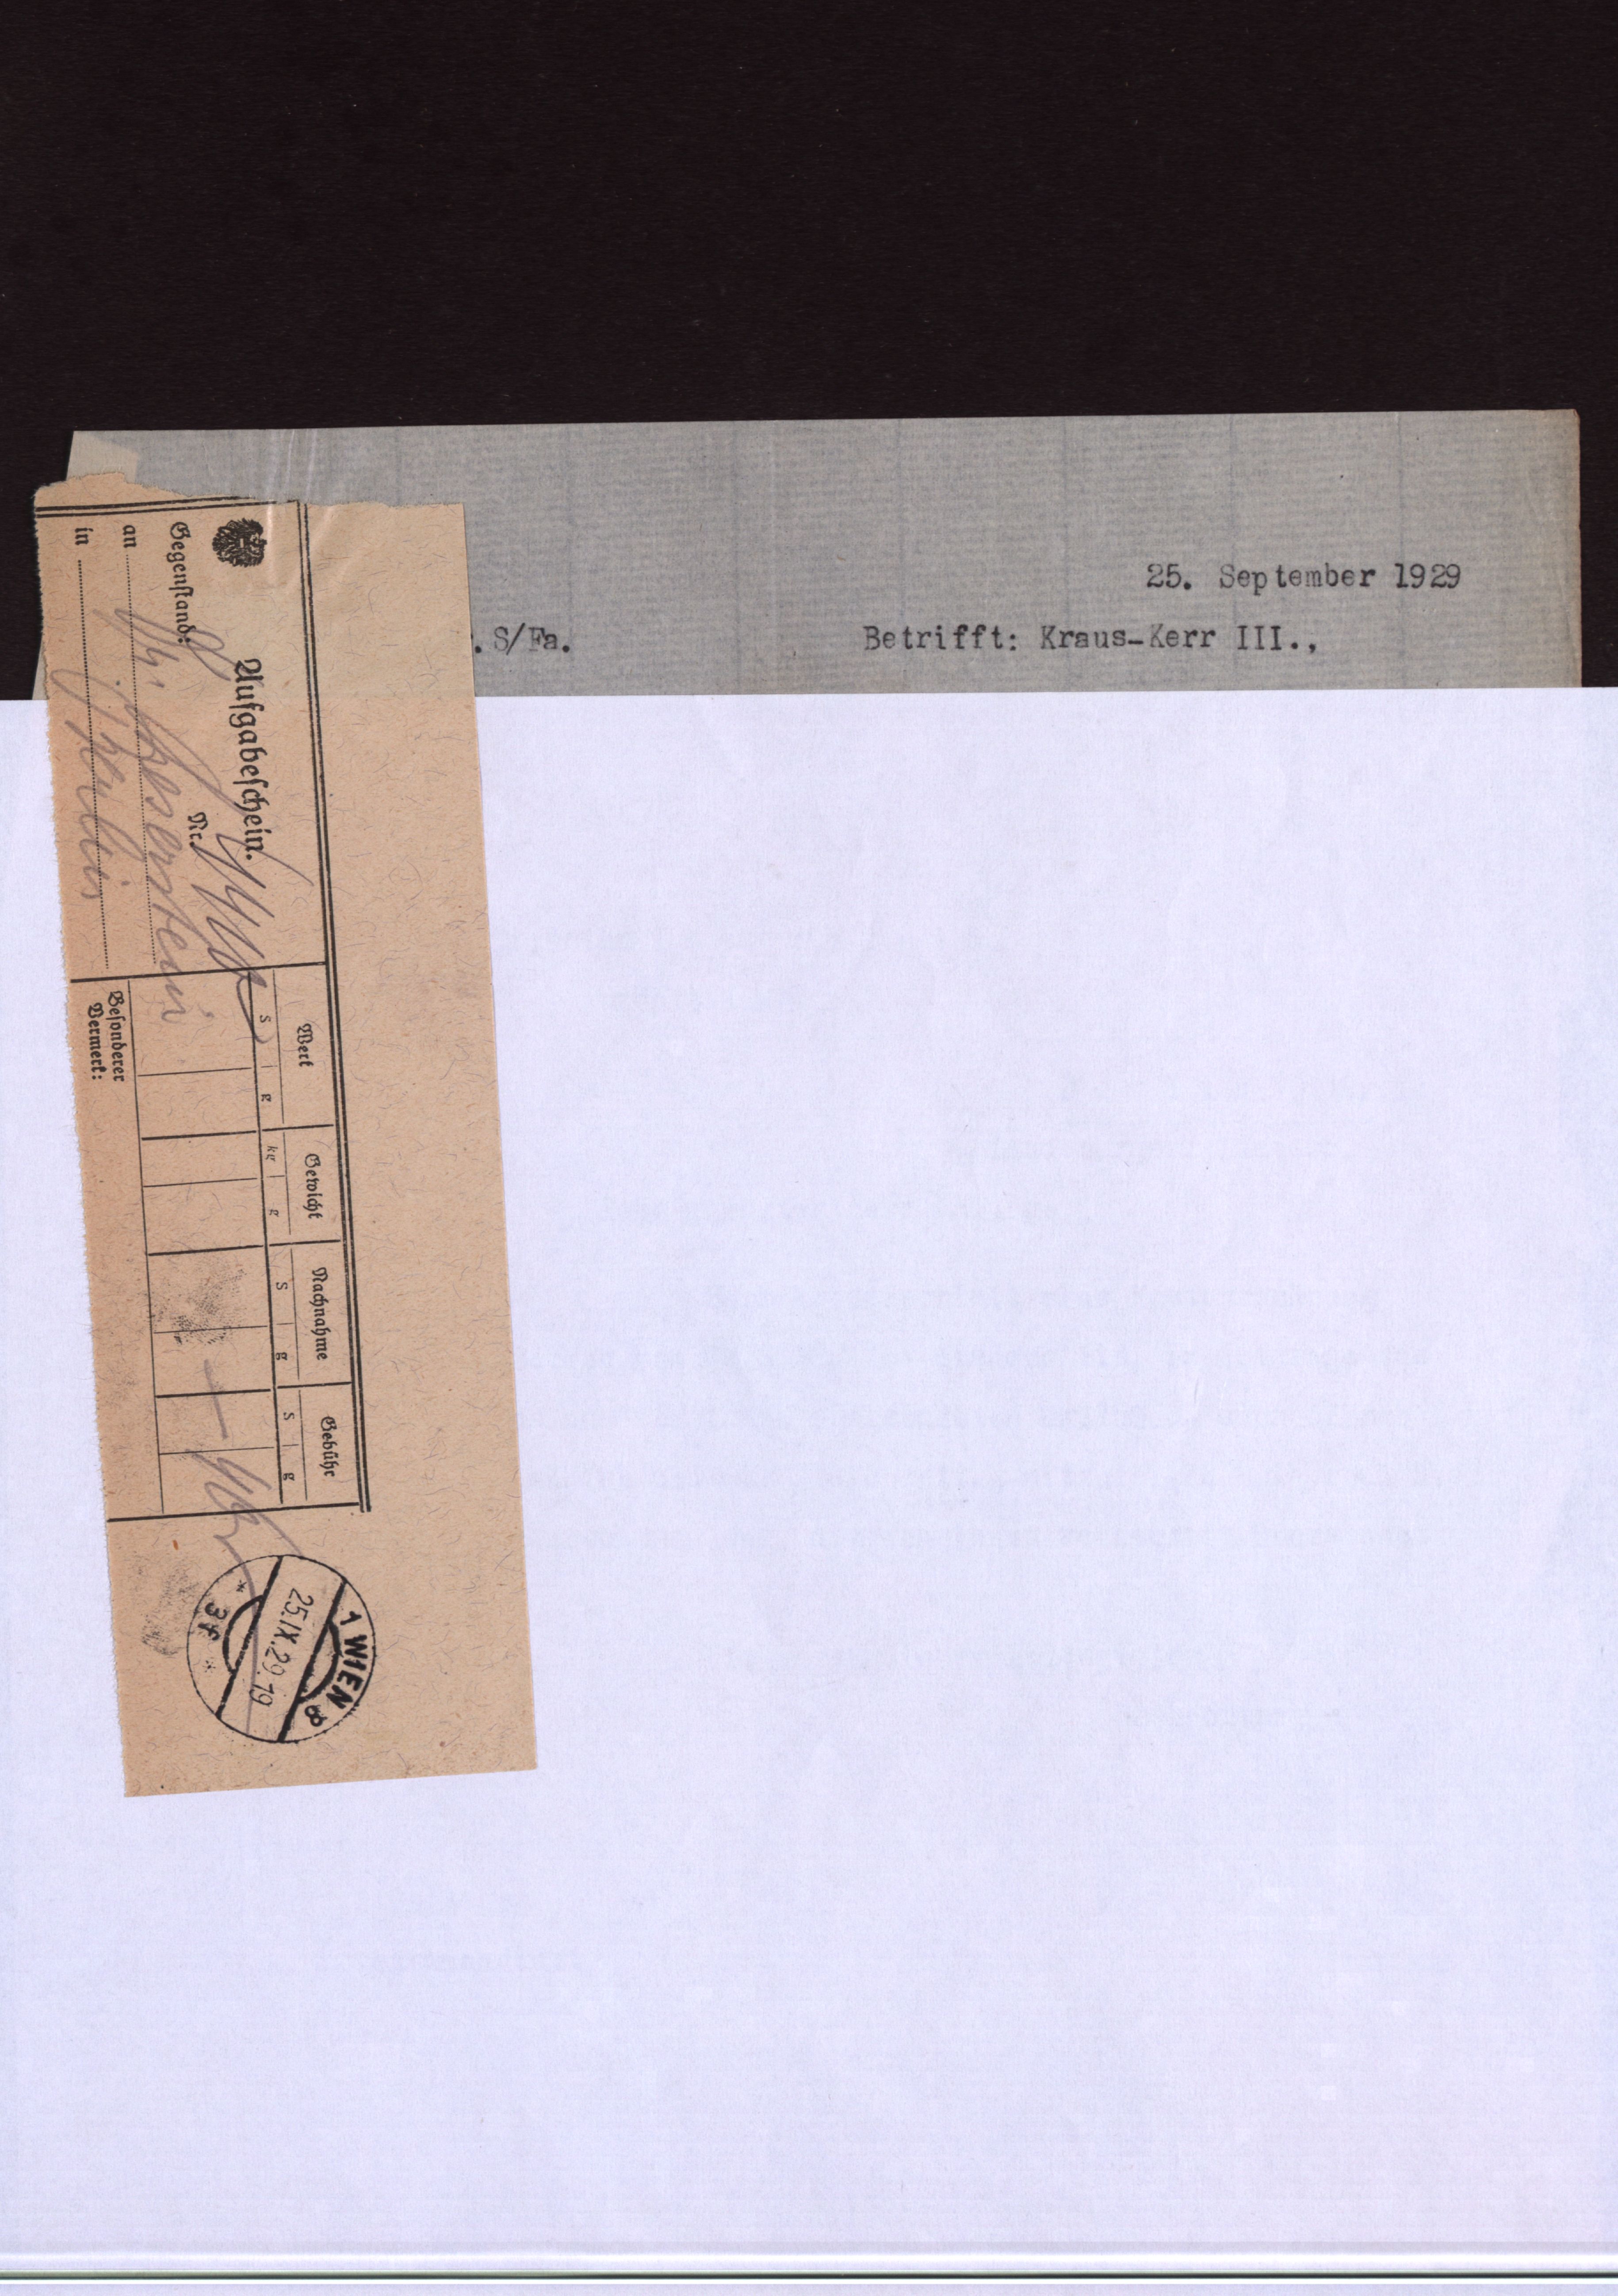 25. September 1929
. S/Fa.
Betrifft: Kraus-Kerr III.,
Aufgabeschein.
Gegenstand:
Nr.
an
in
Wert
S g
Gewicht
kg g
Nachnahme
S g
Gebühr
S g
Besonderer
Vermerk:
1 WIEN 8
25.IX.29.19
* 3f *